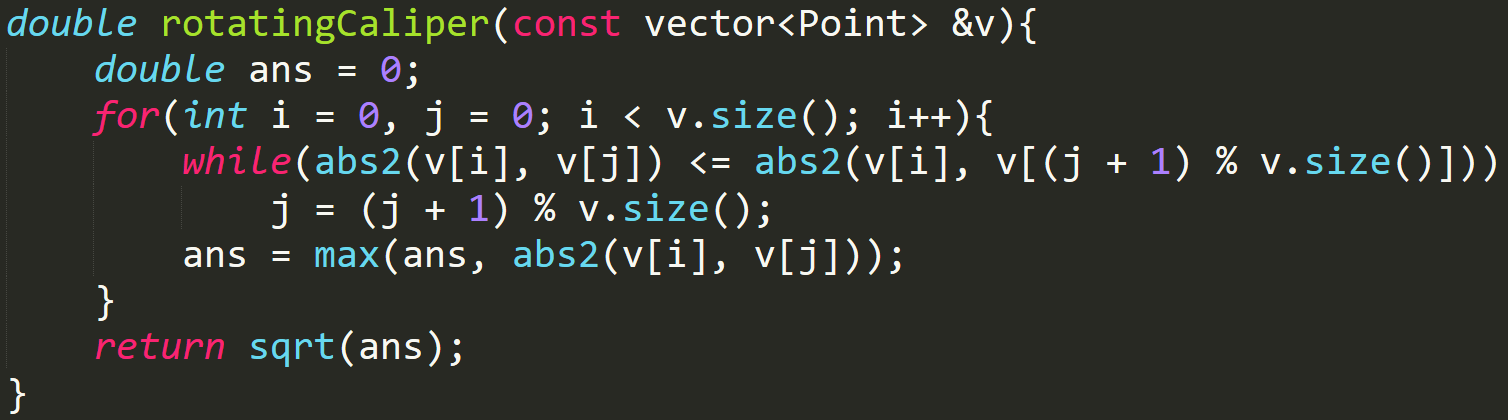 double rotatingCaliper(const vector<Point> &v){
    double ans = 0;
    for(int i = 0, j = 0; i < v.size(); i++){
        while(abs2(v[i], v[j]) <= abs2(v[i], v[(j + 1) % v.size()]))
            j = (j + 1) % v.size();
        ans = max(ans, abs2(v[i], v[j]));
    }
    return sqrt(ans);
}